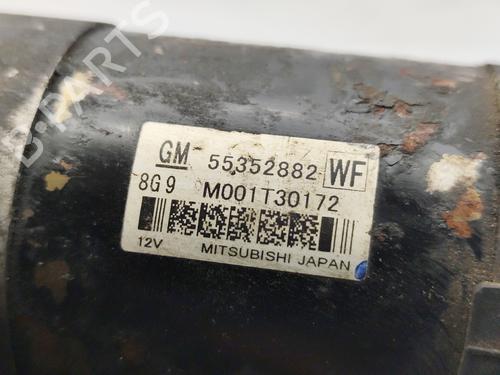 B-PARTS
GM 55352882 WF
8G9 M001T30172
12V MITSUBISHI JAPAN